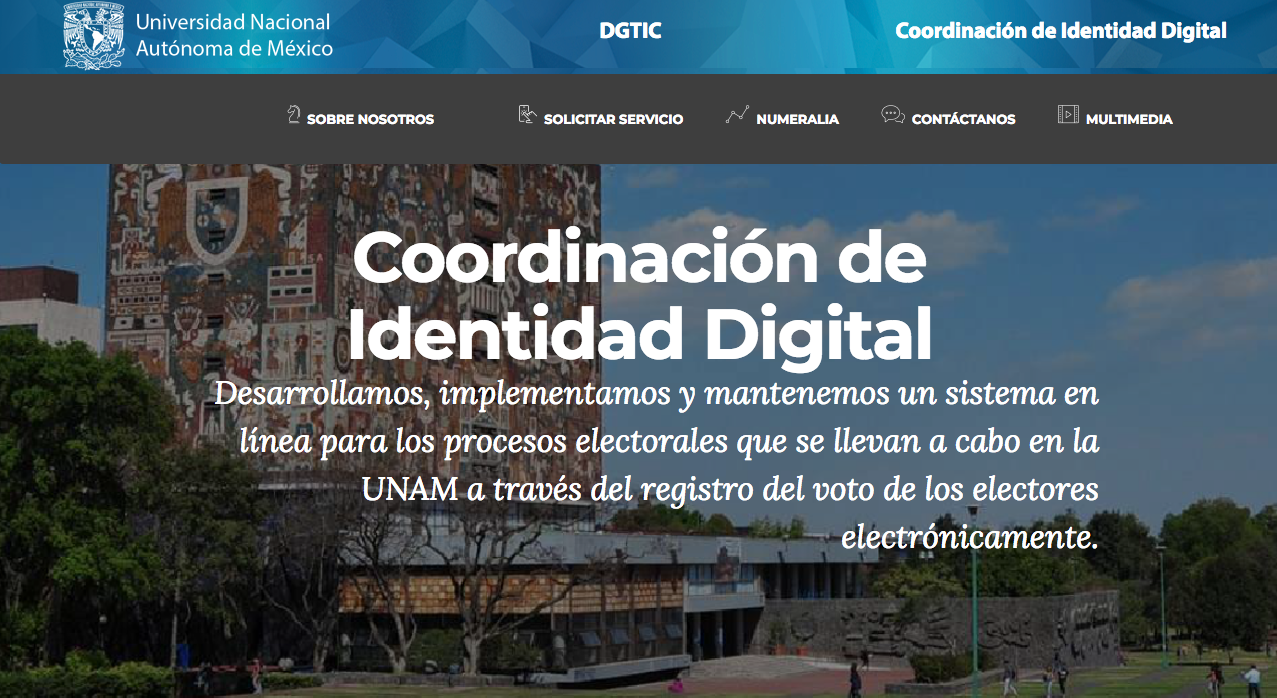 Universidad Nacional
Autónoma de México
DGTIC
Coordinación de Identidad Digital
SOBRE NOSOTROS
SOLICITAR SERVICIO
NUMERALIA
CONTÁCTANOS
MULTIMEDIA
Coordinación de
Identidad Digital
Desarrollamos, implementamos y mantenemos un sistema en
línea para los procesos electorales que se llevan a cabo en la
UNAM a través del registro del voto de los electores
electrónicamente.